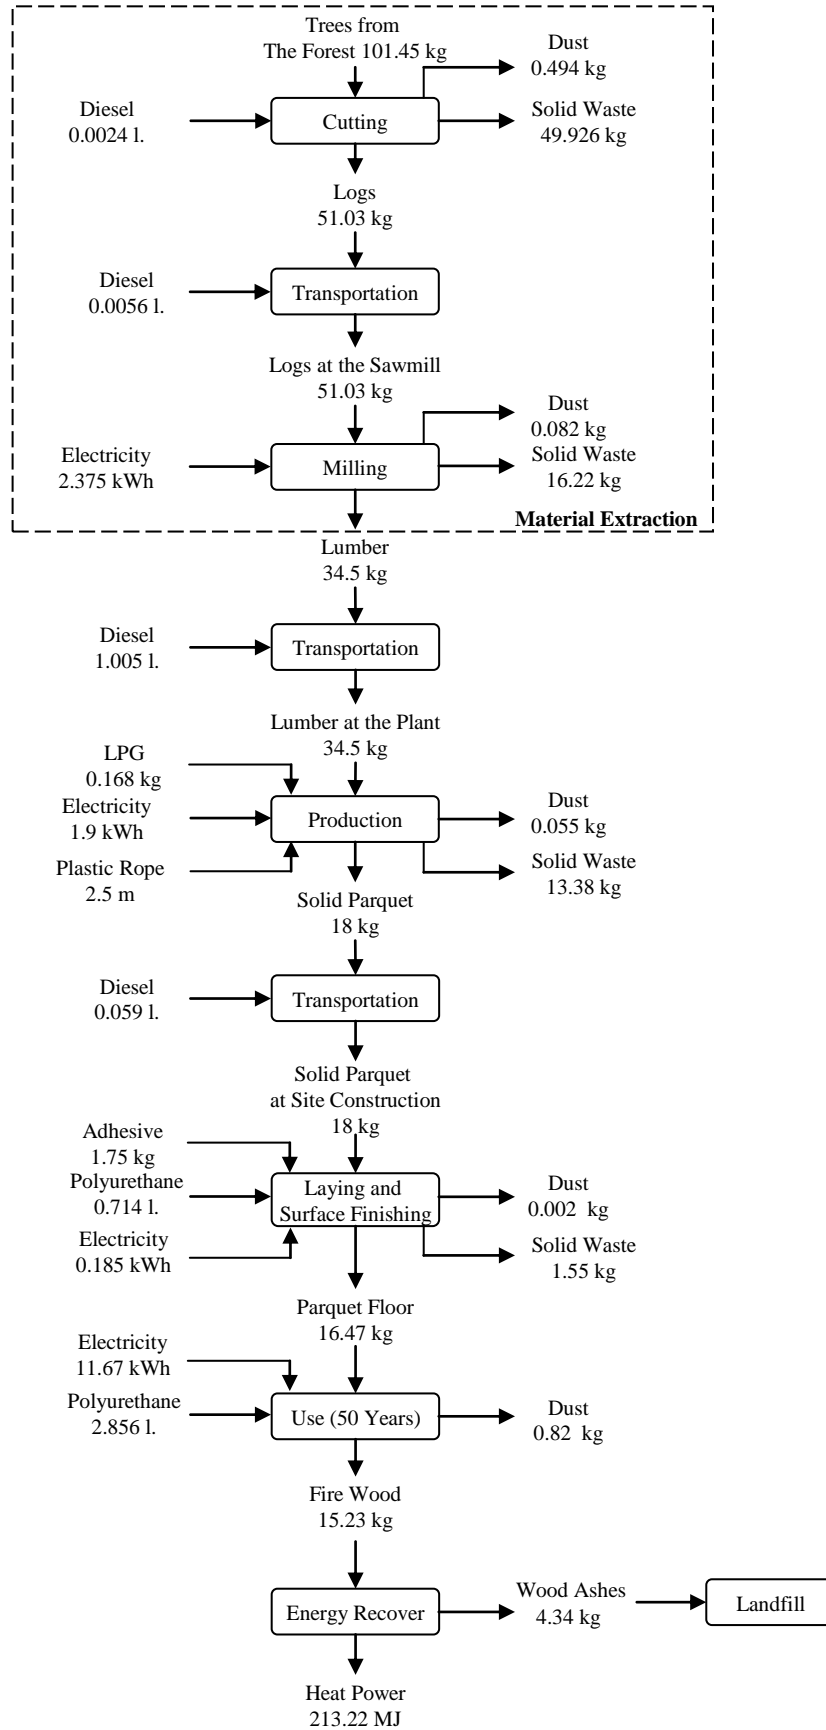 Trees from
The Forest 101.45 kg
Dust
0.494 kg
Diesel
0.0024 l.
Cutting
Solid Waste
49.926 kg
Logs
51.03 kg
Diesel
0.0056 l.
Transportation
Logs at the Sawmill
51.03 kg
Dust
0.082 kg
Electricity
2.375 kWh
Milling
Solid Waste
16.22 kg
Material Extraction
Lumber
34.5 kg
Diesel
1.005 l.
Transportation
Lumber at the Plant
34.5 kg
LPG
0.168 kg
Electricity
1.9 kWh
Plastic Rope
2.5 m
Production
Dust
0.055 kg
Solid Waste
13.38 kg
Solid Parquet
18 kg
Diesel
0.059 l.
Transportation
Solid Parquet
at Site Construction
18 kg
Adhesive
1.75 kg
Polyurethane
0.714 l.
Electricity
0.185 kWh
Laying and
Surface Finishing
Dust
0.002 kg
Solid Waste
1.55 kg
Parquet Floor
16.47 kg
Electricity
11.67 kWh
Polyurethane
2.856 l.
Use (50 Years)
Dust
0.82 kg
Fire Wood
15.23 kg
Energy Recover
Wood Ashes
4.34 kg
Landfill
Heat Power
213.22 MJ